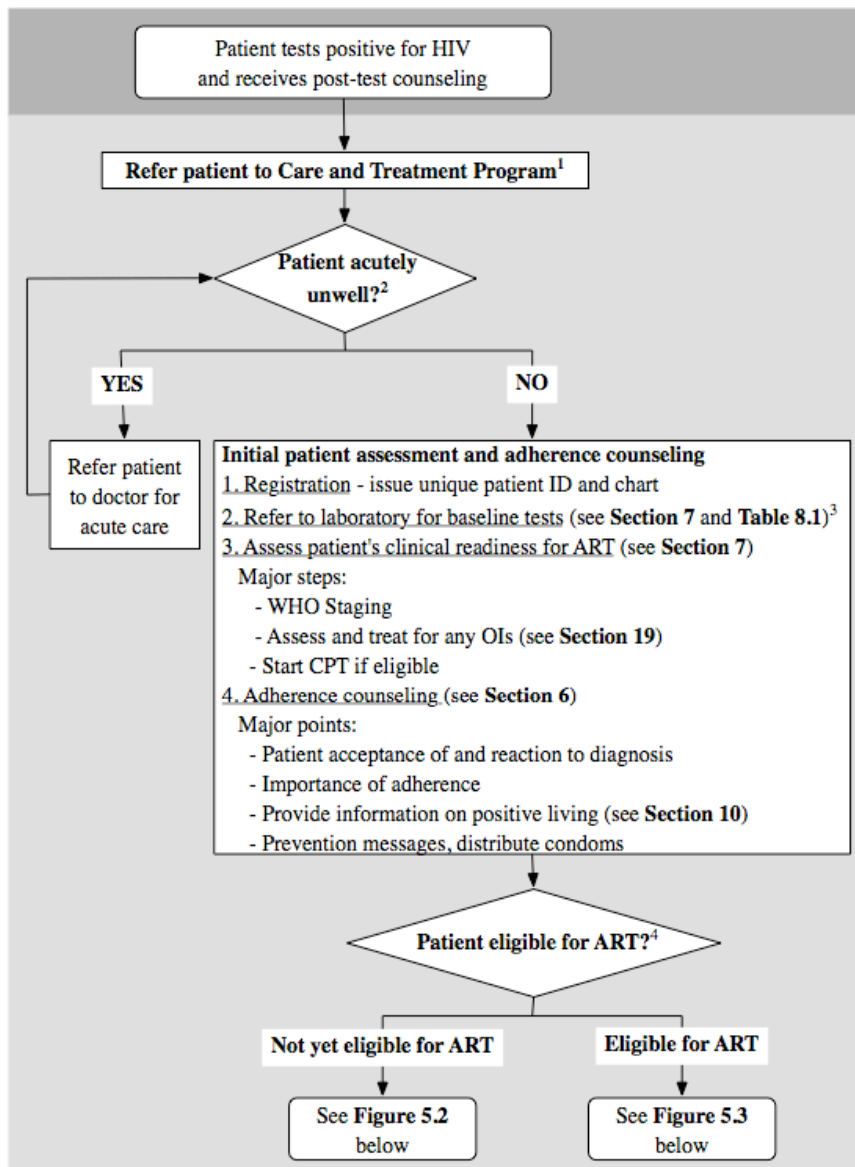 Patient tests positive for HIV
and receives post-test counseling
Refer patient to Care and Treatment Program¹
Patient acutely
unwell?²
YES
NO
Refer patient
to doctor for
acute care
Initial patient assessment and adherence counseling
1. Registration - issue unique patient ID and chart
2. Refer to laboratory for baseline tests (see Section 7 and Table 8.1)³
3. Assess patient's clinical readiness for ART (see Section 7)
Major steps:
- WHO Staging
- Assess and treat for any OIs (see Section 19)
- Start CPT if eligible
4. Adherence counseling (see Section 6)
Major points:
- Patient acceptance of and reaction to diagnosis
- Importance of adherence
- Provide information on positive living (see Section 10)
- Prevention messages, distribute condoms
Patient eligible for ART?⁴
Not yet eligible for ART
Eligible for ART
See Figure 5.2
below
See Figure 5.3
below